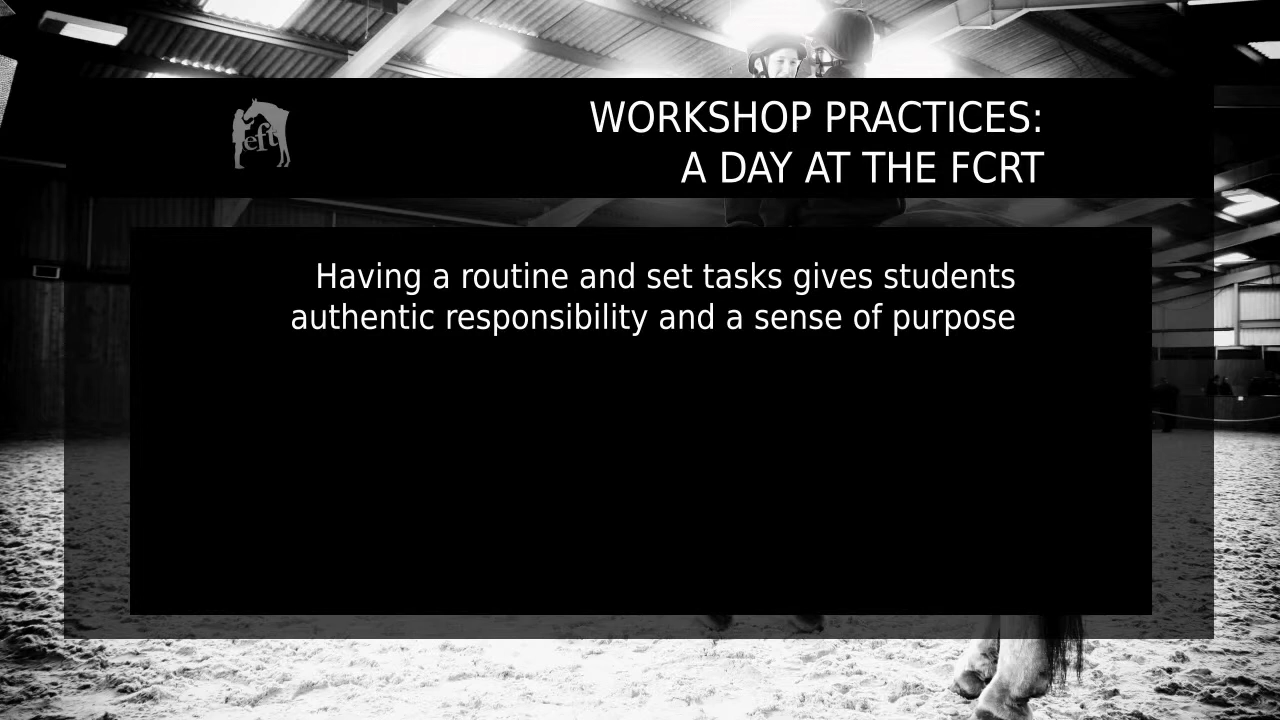 WORKSHOP PRACTICES:
A DAY AT THE FCRT
eft
Having a routine and set tasks gives students
authentic responsibility and a sense of purpose